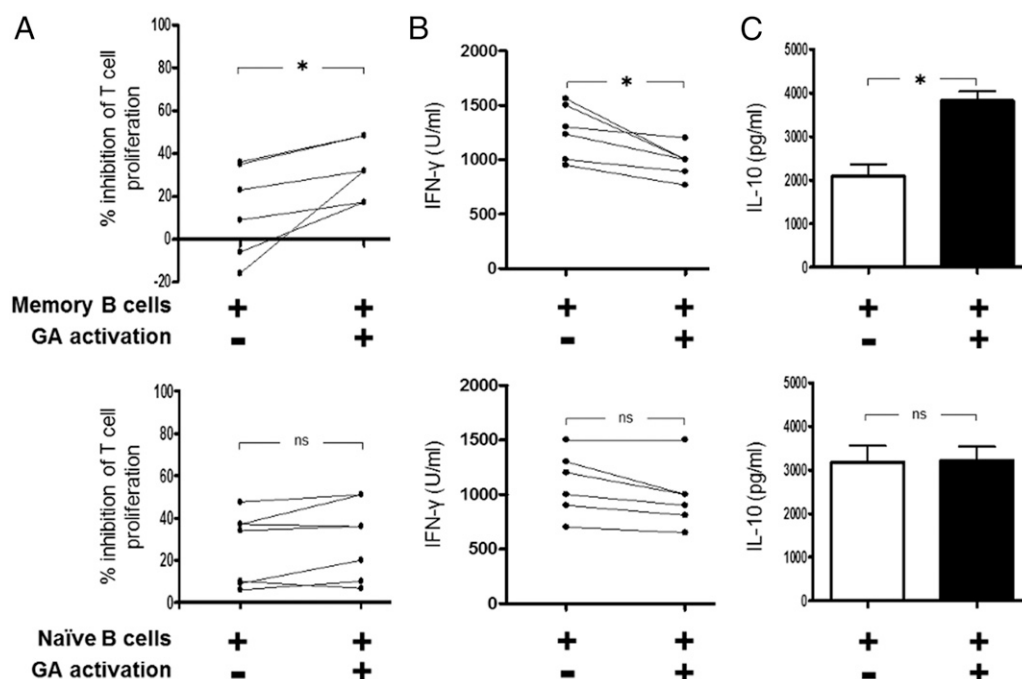 A
% inhibition of T cell
proliferation
100
80
60
40
20
0
-20
*
B
IFN-γ (U/ml)
2000
1500
1000
500
0
*
C
IL-10 (pg/ml)
5000
4000
3000
2000
1000
0
*
Memory B cells + + + + + +
GA activation - + - + - +
% inhibition of T cell
proliferation
100
80
60
40
20
0
ns
IFN-γ (U/ml)
2000
1500
1000
500
0
ns
IL-10 (pg/ml)
5000
4000
3000
2000
1000
0
ns
Naïve B cells + + + + + +
GA activation - + - + - +